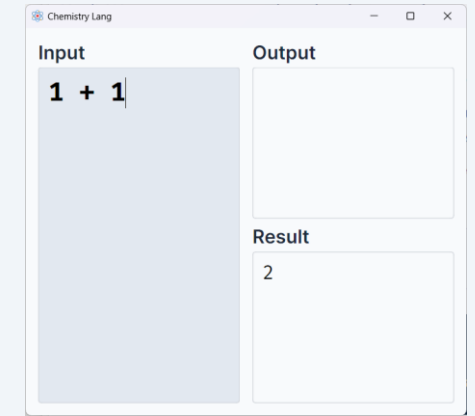 Chemistry Lang
Input
1 + 1
Output
Result
2